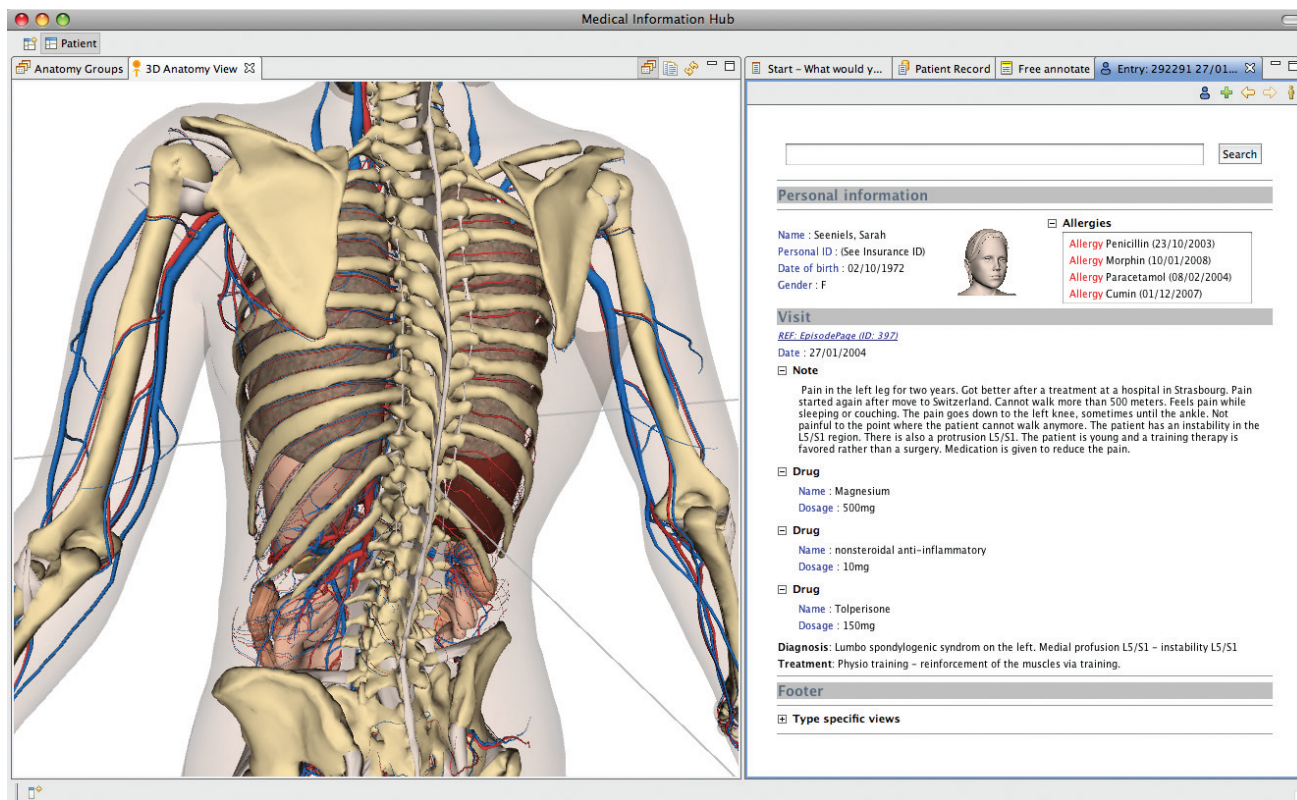 Medical Information Hub
Patient
Anatomy Groups
3D Anatomy View
Start - What would y...
Patient Record
Free annotate
Entry: 292291 27/01...
Search
Personal information
Name : Seeniels, Sarah
Personal ID : (See Insurance ID)
Date of birth : 02/10/1972
Gender : F
Allergies
Allergy Penicillin (23/10/2003)
Allergy Morphin (10/01/2008)
Allergy Paracetamol (08/02/2004)
Allergy Cumin (01/12/2007)
Visit
REF: EpisodePage (ID: 397)
Date : 27/01/2004
Note
Pain in the left leg for two years. Got better after a treatment at a hospital in Strasbourg. Pain
started again after move to Switzerland. Cannot walk more than 500 meters. Feels pain while
sleeping or couching. The pain goes down to the left knee, sometimes until the ankle. Not
painful to the point where the patient cannot walk anymore. The patient has an instability in the
L5/S1 region. There is also a protrusion L5/S1. The patient is young and a training therapy is
favored rather than a surgery. Medication is given to reduce the pain.
Drug
Name : Magnesium
Dosage : 500mg
Drug
Name : nonsteroidal anti-inflammatory
Dosage : 10mg
Drug
Name : Tolperisone
Dosage : 150mg
Diagnosis: Lumbo spondylogenic syndrom on the left. Medial profusion L5/S1 - instability L5/S1
Treatment: Physio training - reinforcement of the muscles via training.
Footer
Type specific views